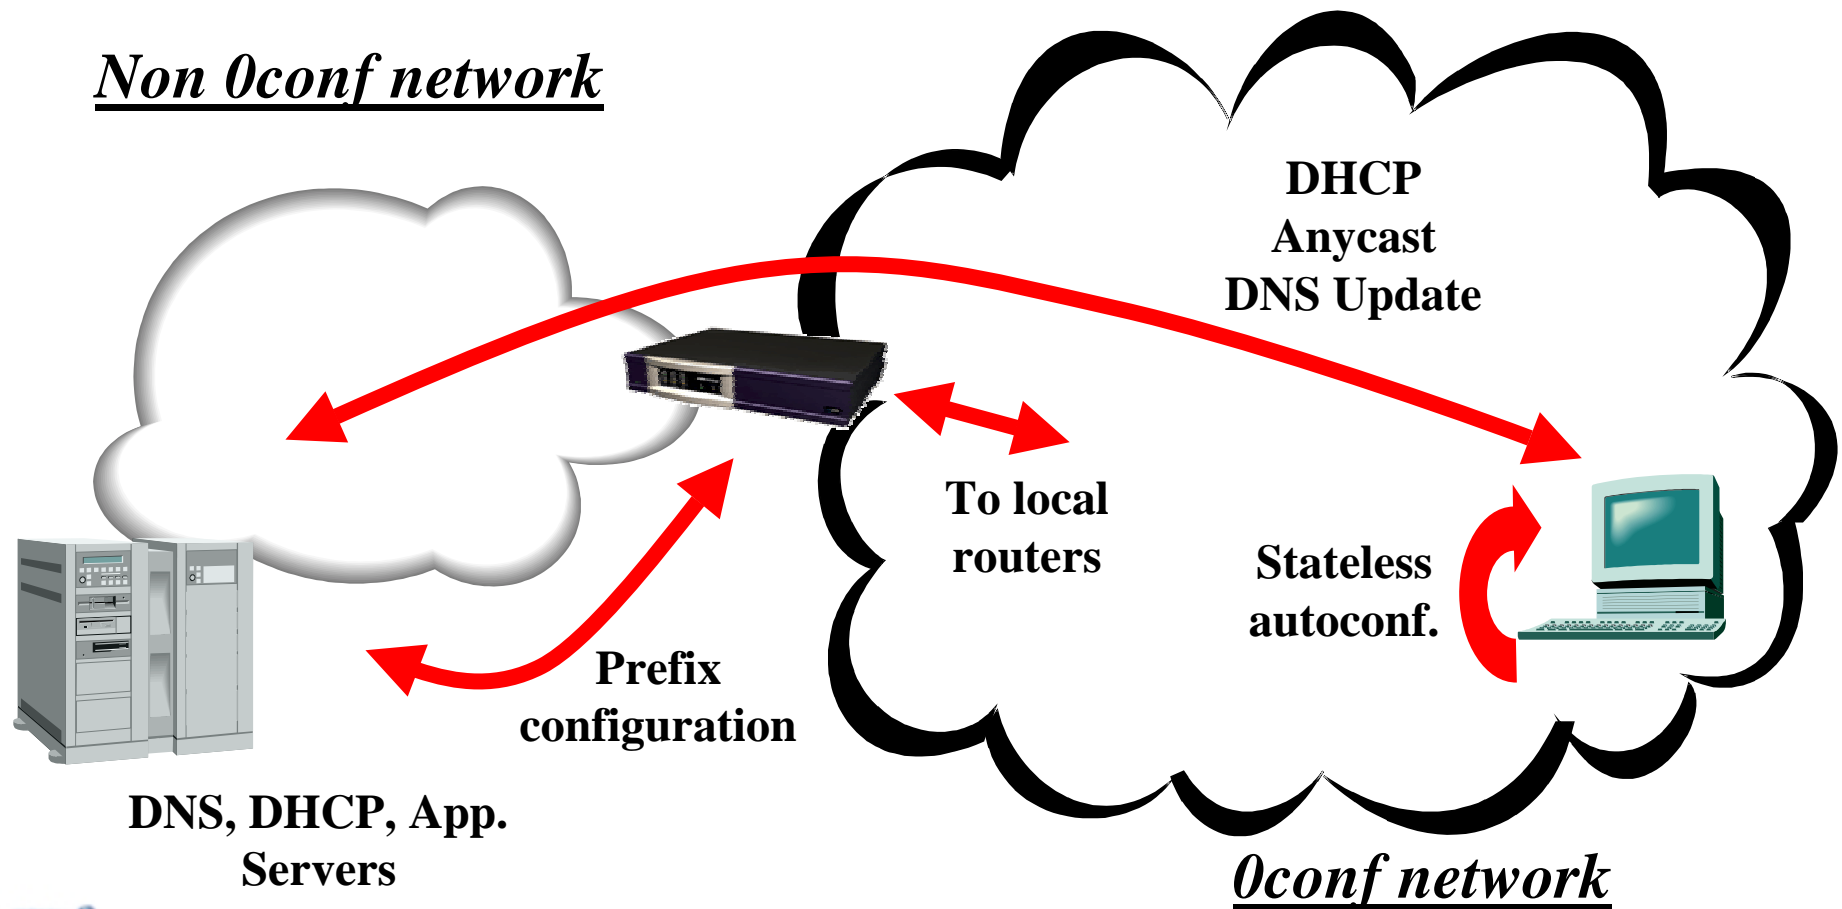 Non 0conf network
DHCP
Anycast
DNS Update
To local
routers
Stateless
autoconf.
Prefix
configuration
DNS, DHCP, App.
Servers
0conf network